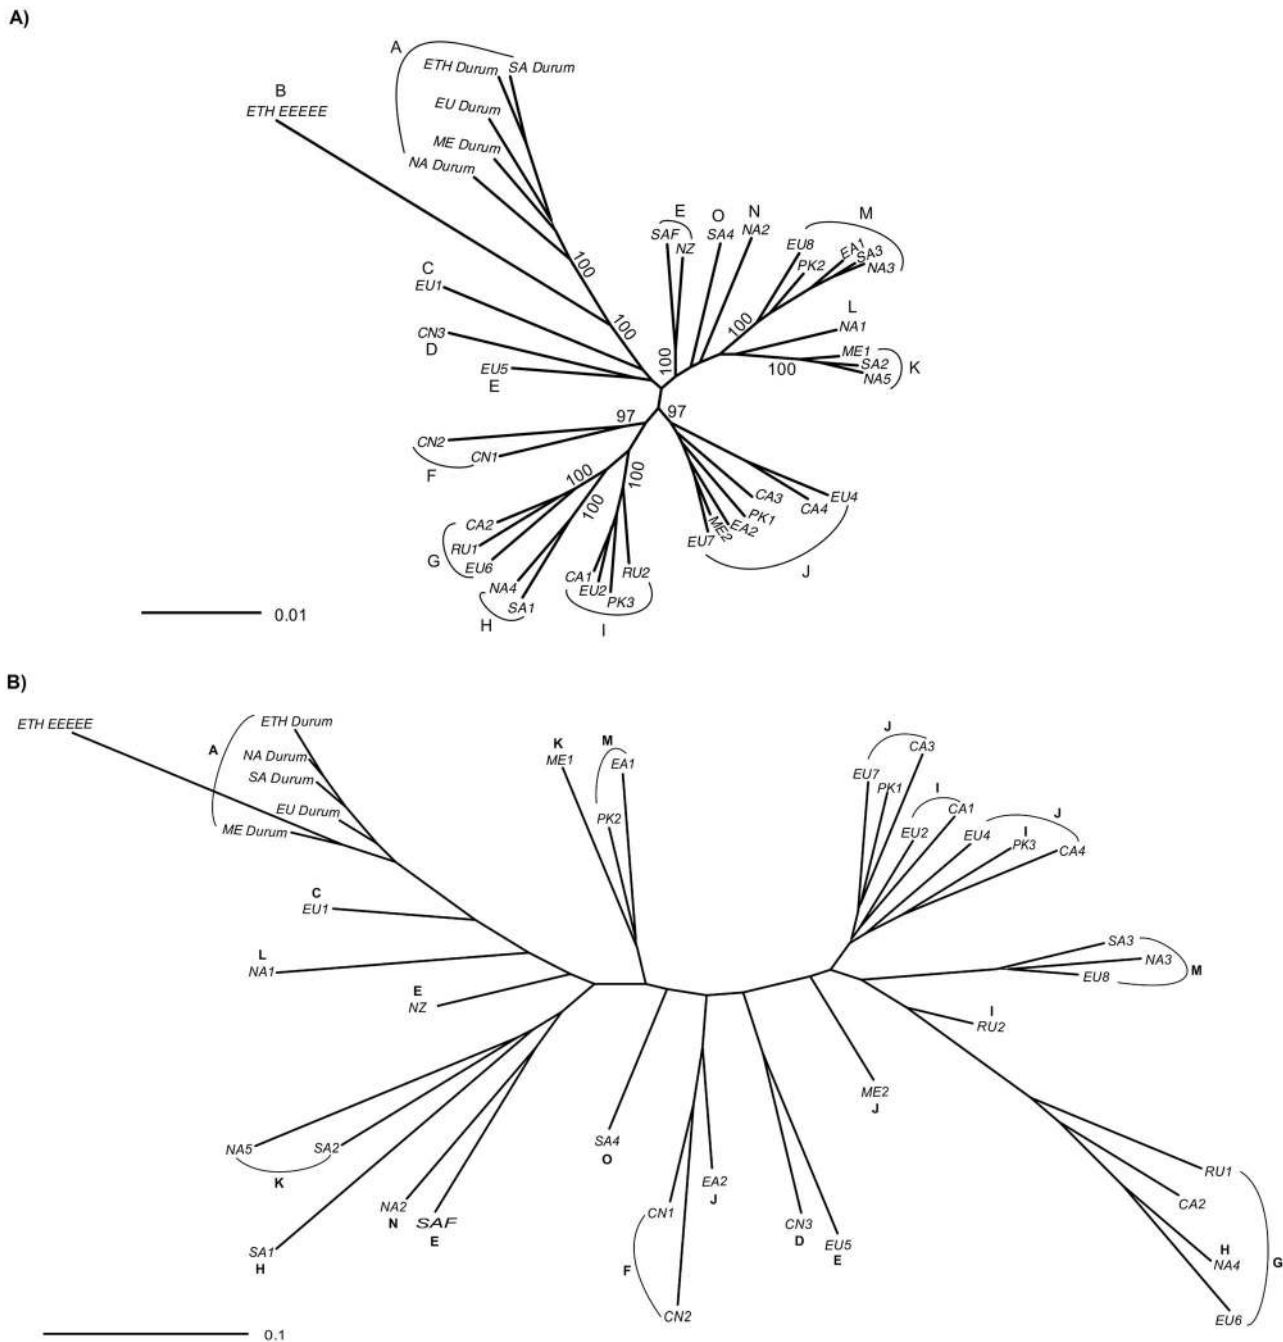 A)
A
ETH Durum SA Durum
B
ETH EEEEE
EU Durum
ME Durum
NA Durum
E O N M
SAF SA4 NA2
NZ EU8 EA1
PK2 SA3
NA3
100
C
EU1
100
100
L
NA1
CN3
D
100
ME1
SA2 K
100 NA5
EU5
E
97 97
CN2
CN1
F
100
100
CA3 EU4
CA4
100
PK1
ME2 EA2
EU7
J
CA2
RU1
G EU6
NA4 CA1 RU2
EU2
SA1 PK3
H I
0.01
B)
ETH EEEEE
ETH Durum
A
NA Durum
SA Durum
EU Durum
ME Durum
K M
ME1 EA1
PK2
J
CA3
EU7
PK1
I
CA1 J
EU2 EU4 I
PK3 CA4
C
EU1
L
NA1
E
NZ
SA3
NA3
M
EU8
I
RU2
ME2
J
NA5 SA2
K
SA4
O
RU1
EA2
J
CA2
NA2 SAF
N E
CN1
CN3
D
EU5
E
SA1
H
H
NA4 G
F
CN2
EU6
0.1